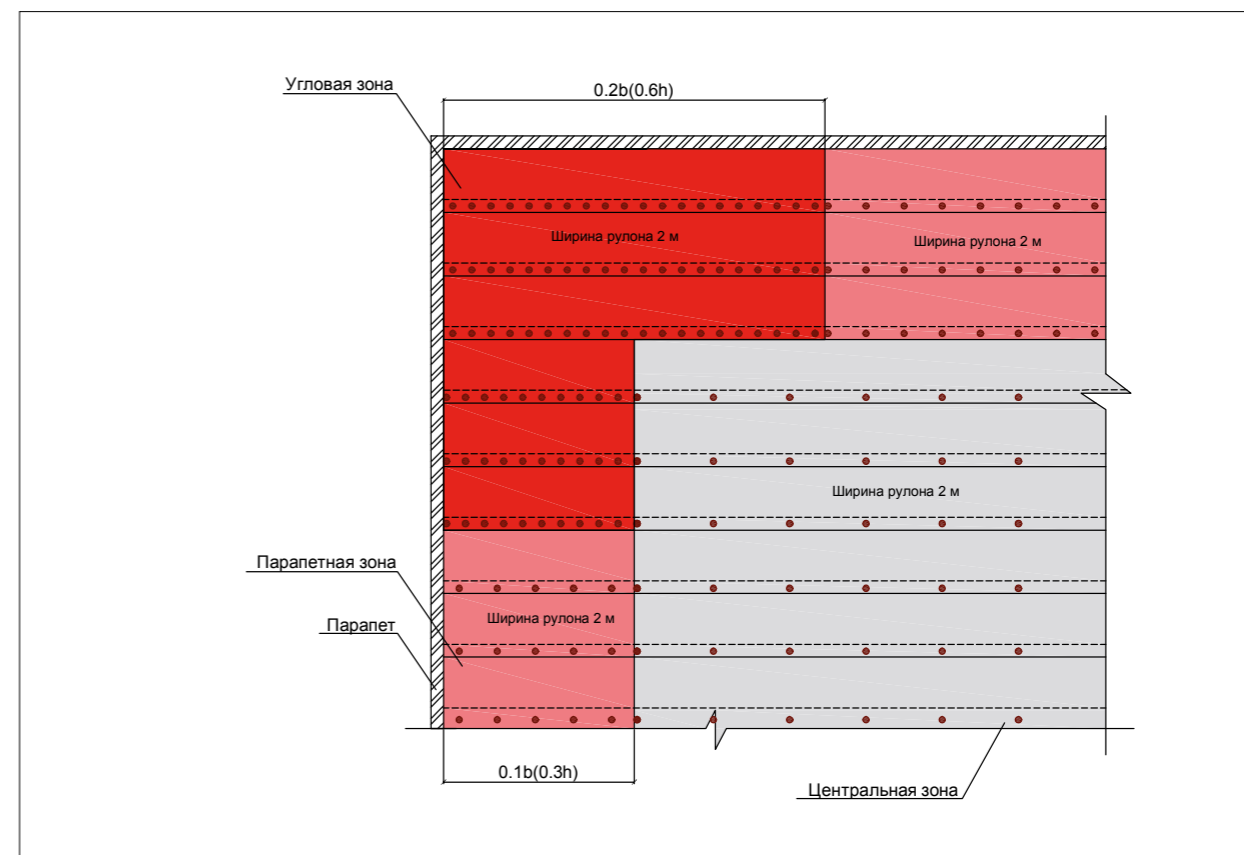 Угловая зона
0.2b(0.6h)
Ширина рулона 2 м
Ширина рулона 2 м
Ширина рулона 2 м
Парапетная зона
Ширина рулона 2 м
Парапет
0.1b(0.3h)
Центральная зона